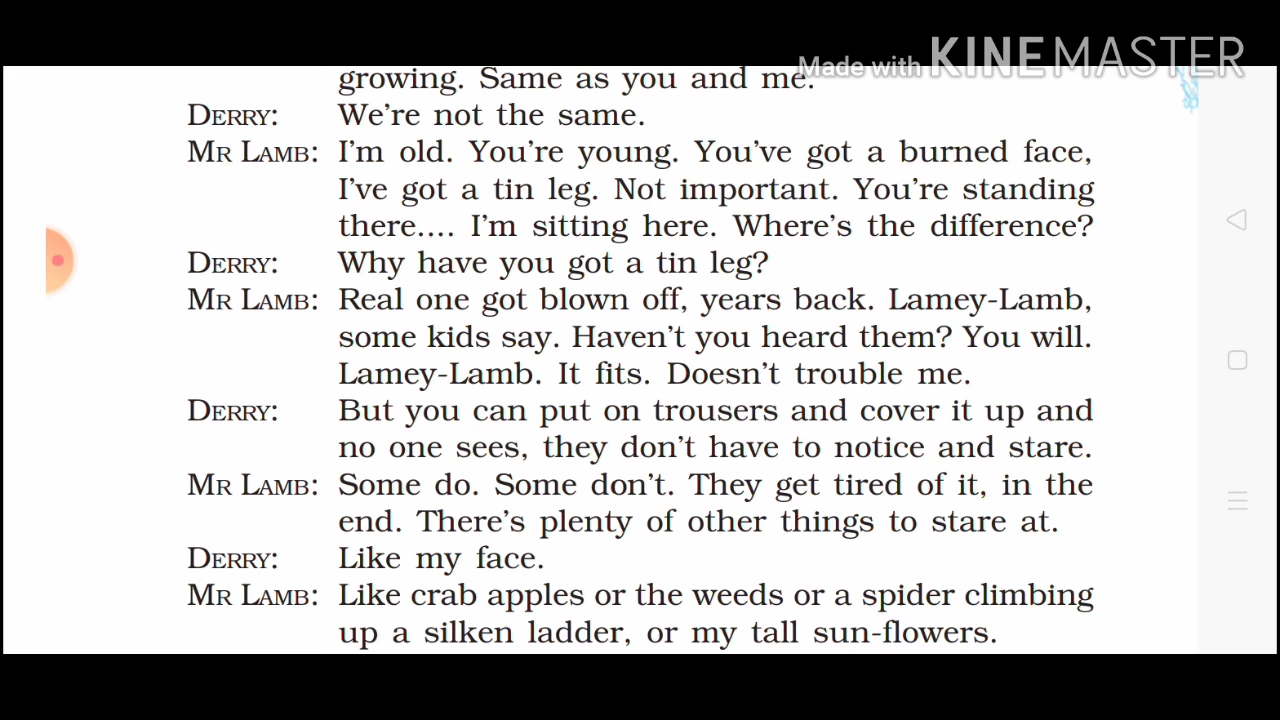 Made with KINEMASTER
growing. Same as you and me.
DERRY: We're not the same.
MR LAMB: I'm old. You're young. You've got a burned face,
I've got a tin leg. Not important. You're standing
there.... I'm sitting here. Where's the difference?
DERRY: Why have you got a tin leg?
MR LAMB: Real one got blown off, years back. Lamey-Lamb,
some kids say. Haven't you heard them? You will.
Lamey-Lamb. It fits. Doesn't trouble me.
DERRY: But you can put on trousers and cover it up and
no one sees, they don't have to notice and stare.
MR LAMB: Some do. Some don't. They get tired of it, in the
end. There's plenty of other things to stare at.
DERRY: Like my face.
MR LAMB: Like crab apples or the weeds or a spider climbing
up a silken ladder, or my tall sun-flowers.